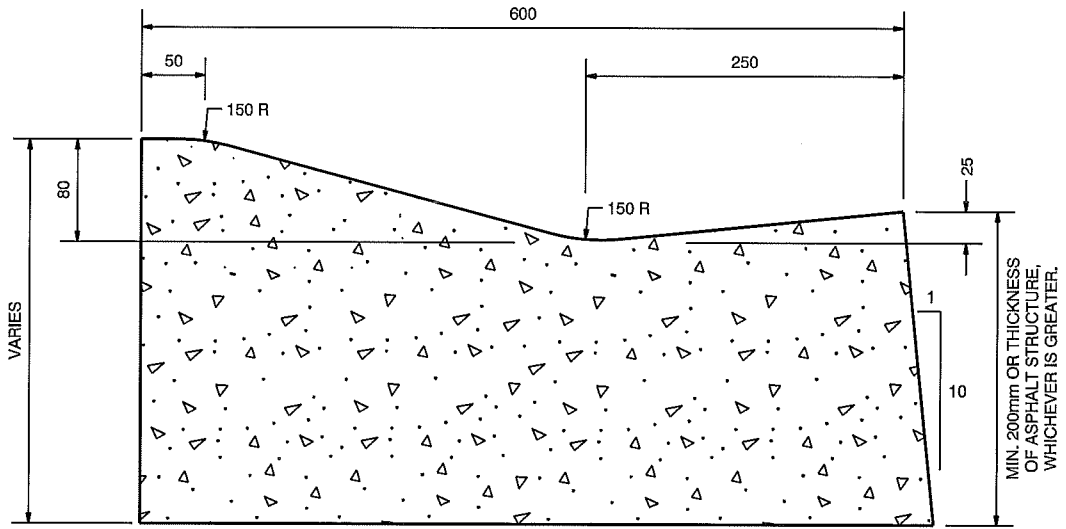 600
50
250
150 R
80
150 R
25
VARIES
1
10
MIN. 200mm OR THICKNESS
OF ASPHALT STRUCTURE,
WHICHEVER IS GREATER.